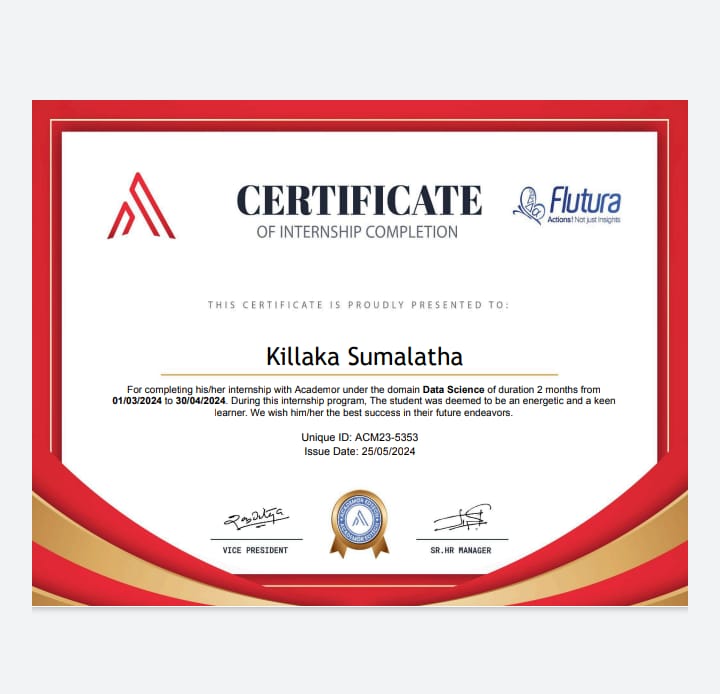 CERTIFICATE
OF INTERNSHIP COMPLETION
Flutura
Actions! Not just Insights
THIS CERTIFICATE IS PROUDLY PRESENTED TO:
Killaka Sumalatha
For completing his/her internship with Academor under the domain Data Science of duration 2 months from
01/03/2024 to 30/04/2024. During this internship program, The student was deemed to be an energetic and a keen
learner. We wish him/her the best success in their future endeavors.
Unique ID: ACM23-5353
Issue Date: 25/05/2024
VICE PRESIDENT
SR.HR MANAGER